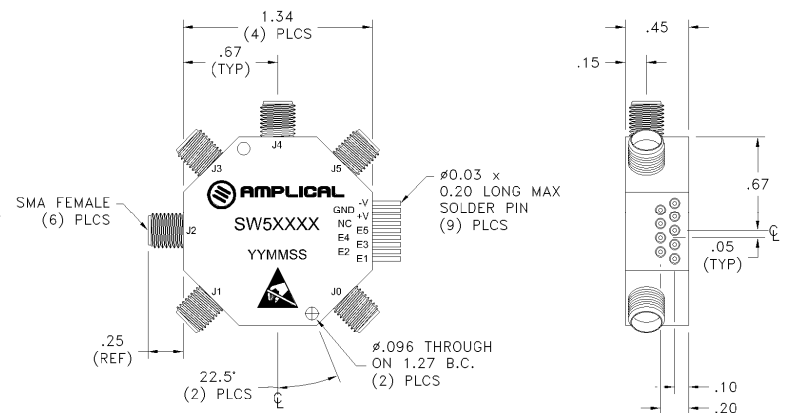 1.34
(4) PLCS
.67
(TYP)
J4
J3
J5
AMPLICAL
SW5XXXX
YYMMSS
SMA FEMALE
(6) PLCS
J2
-V
GND
+V
NC
E5
E4
E3
E2
E1
J1
J0
ø0.03 x
0.20 LONG MAX
SOLDER PIN
(9) PLCS
.25
(REF)
22.5°
(2) PLCS
℄
ø.096 THROUGH
ON 1.27 B.C.
(2) PLCS
.45
.15
.67
℄
.05
(TYP)
.10
.20